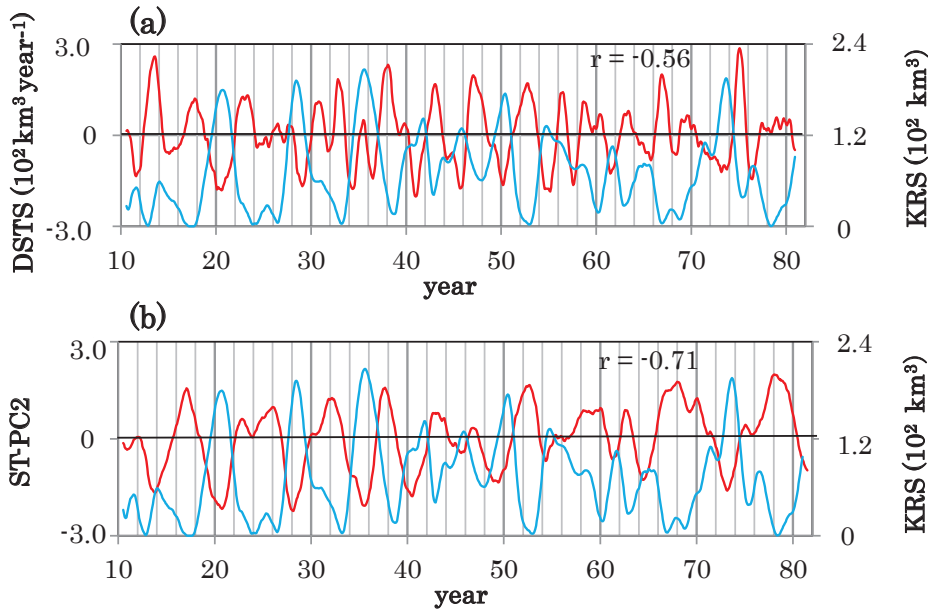 (a)
DSTS (10² km³ year⁻¹)
3.0
0
-3.0
r = -0.56
2.4
1.2
0
KRS (10² km³)
10 20 30 40 50 60 70 80
year
(b)
ST-PC2
3.0
0
-3.0
r = -0.71
2.4
1.2
0
KRS (10² km³)
10 20 30 40 50 60 70 80
year